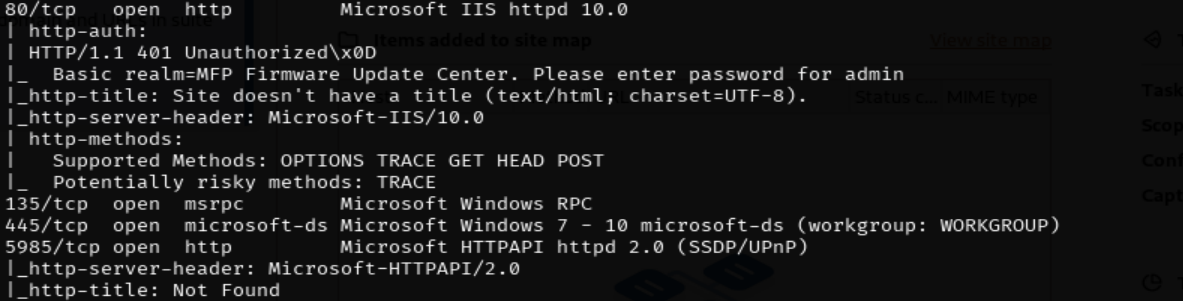 80/tcp   open  http         Microsoft IIS httpd 10.0
| http-auth:
| HTTP/1.1 401 Unauthorized\x0D
|_  Basic realm=MFP Firmware Update Center. Please enter password for admin
|_http-title: Site doesn't have a title (text/html; charset=UTF-8).
|_http-server-header: Microsoft-IIS/10.0
| http-methods:
|   Supported Methods: OPTIONS TRACE GET HEAD POST
|_  Potentially risky methods: TRACE
135/tcp  open  msrpc        Microsoft Windows RPC
445/tcp  open  microsoft-ds Microsoft Windows 7 - 10 microsoft-ds (workgroup: WORKGROUP)
5985/tcp open  http         Microsoft HTTPAPI httpd 2.0 (SSDP/UPnP)
|_http-server-header: Microsoft-HTTPAPI/2.0
|_http-title: Not Found
Items added to site map
View site map
Status c... MIME type
Task
Scop
Capt